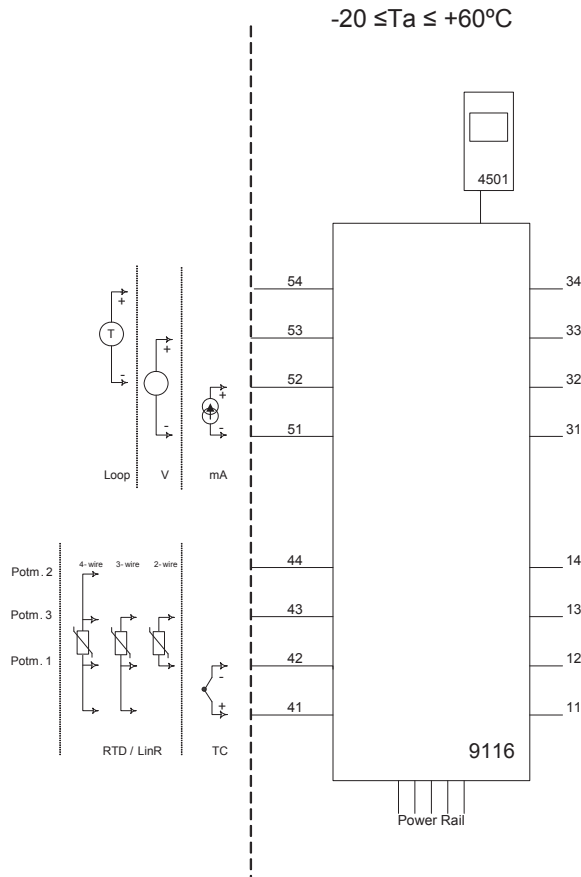 -20 ≤Ta ≤ +60ºC
4501
54 34
53 33
T
+
-
+
-
52 32
+
-
51 31
Loop V mA
44 14
Potm. 2 4- wire 3- wire 2- wire
43 13
Potm. 3
42 12
Potm. 1
-
+
41 11
RTD / LinR TC
9116
Power Rail